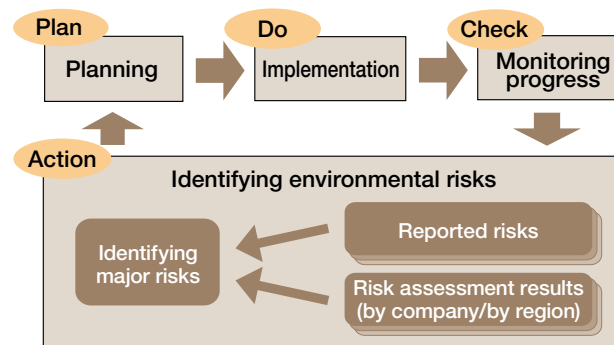 Plan
Planning
Do
Implementation
Check
Monitoring
progress
Action
Identifying environmental risks
Identifying
major risks
Reported risks
Risk assessment results
(by company/by region)